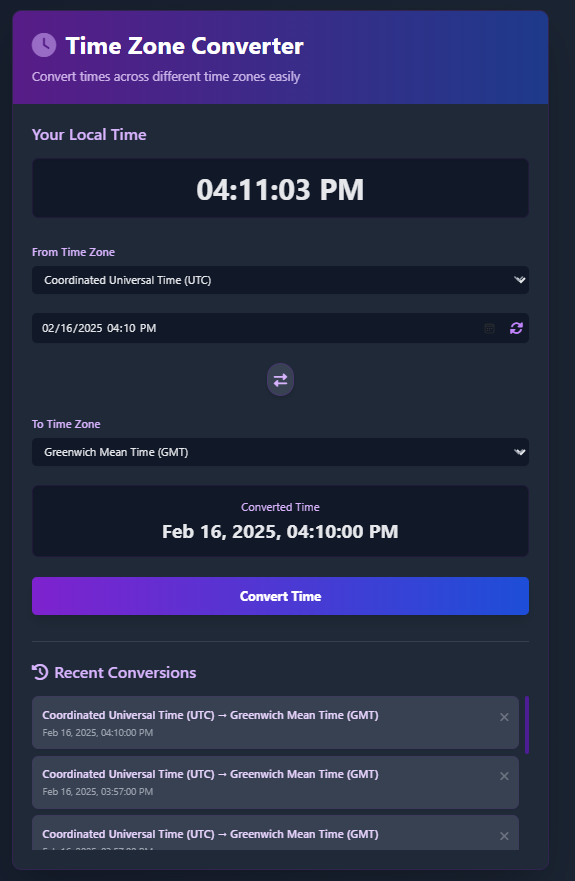 Time Zone Converter
Convert times across different time zones easily
Your Local Time
04:11:03 PM
From Time Zone
Coordinated Universal Time (UTC)
02/16/2025 04:10 PM
To Time Zone
Greenwich Mean Time (GMT)
Converted Time
Feb 16, 2025, 04:10:00 PM
Convert Time
Recent Conversions
Coordinated Universal Time (UTC) → Greenwich Mean Time (GMT)
Feb 16, 2025, 04:10:00 PM
Coordinated Universal Time (UTC) → Greenwich Mean Time (GMT)
Feb 16, 2025, 03:57:00 PM
Coordinated Universal Time (UTC) → Greenwich Mean Time (GMT)